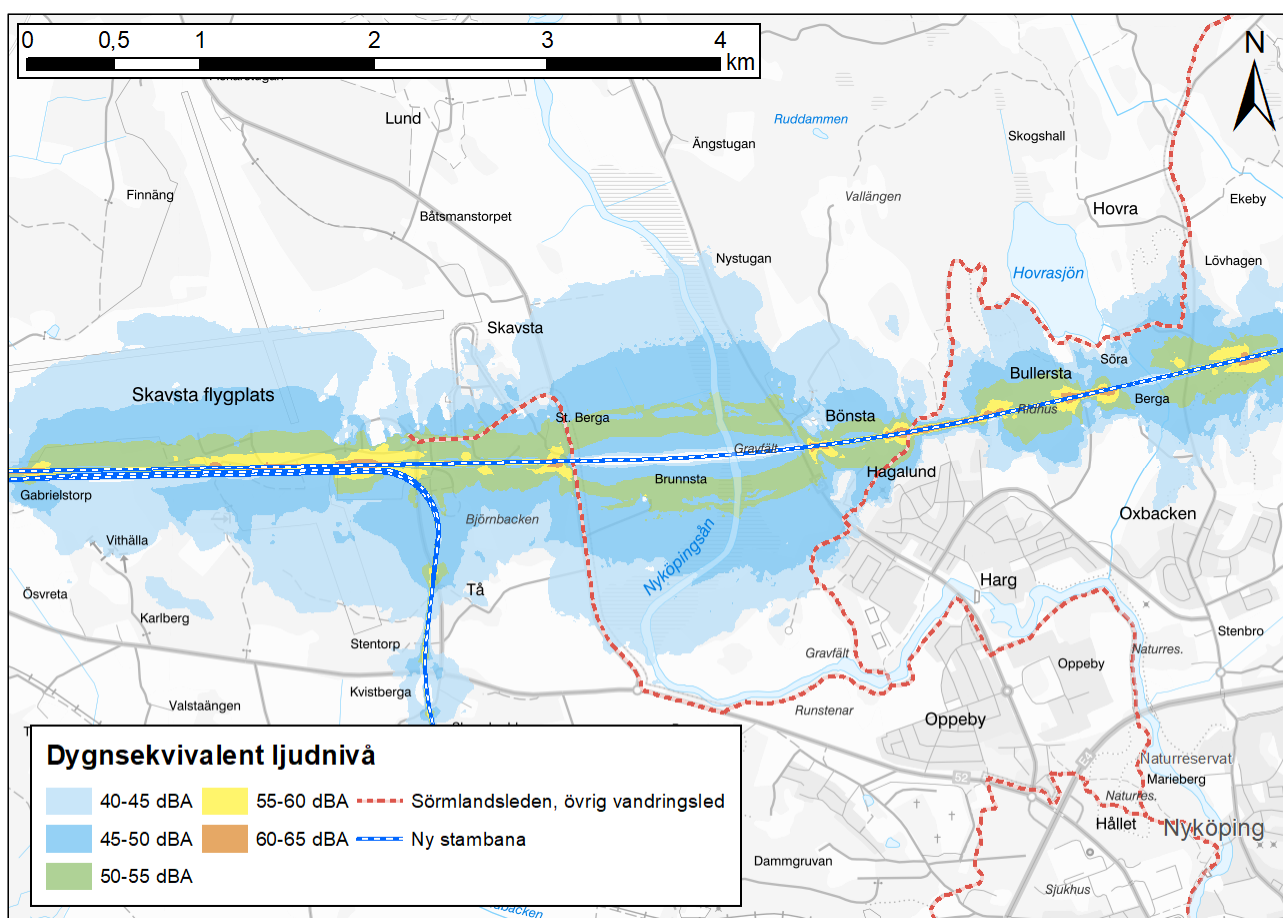 0 0,5 1 2 3 4
km
N
Lund
Ruddammen
Ängstugan
Skogshall
Finnäng
Vallängen
Ekeby
Båtsmanstorpet
Hovra
Nystugan
Lövhagen
Hovrasjön
Skavsta
Söra
Bullersta
Skavsta flygplats
Berga
Ridhus
St. Berga
Bönsta
Gravfält
Hagalund
Brunnsta
Gabrielstorp
Oxbacken
Björnbacken
Vithälla
Nyköpingsån
Harg
Tå
Ösvreta
Karlberg
Stenbro
Stentorp
Gravfält
Naturres.
Oppeby
Kvistberga
Valstaängen
Runstenar
Oppeby
Dygnsekvivalent ljudnivå
40-45 dBA
55-60 dBA
Sörmlandsleden, övrig vandringsled
45-50 dBA
60-65 dBA
Ny stambana
50-55 dBA
Naturreservat
E4
52
Marieberg
Naturres.
Hållet
Nyköping
Dammgruvan
Sjukhus